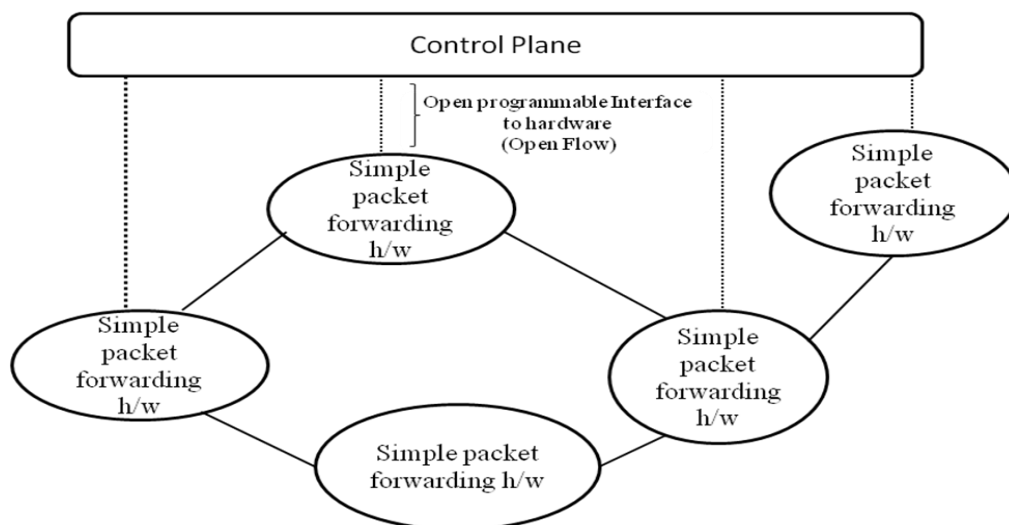 Control Plane
Open programmable Interface
to hardware
(Open Flow)
Simple
packet
forwarding
h/w
Simple
packet
forwarding
h/w
Simple
packet
forwarding
h/w
Simple
packet
forwarding
h/w
Simple packet
forwarding h/w